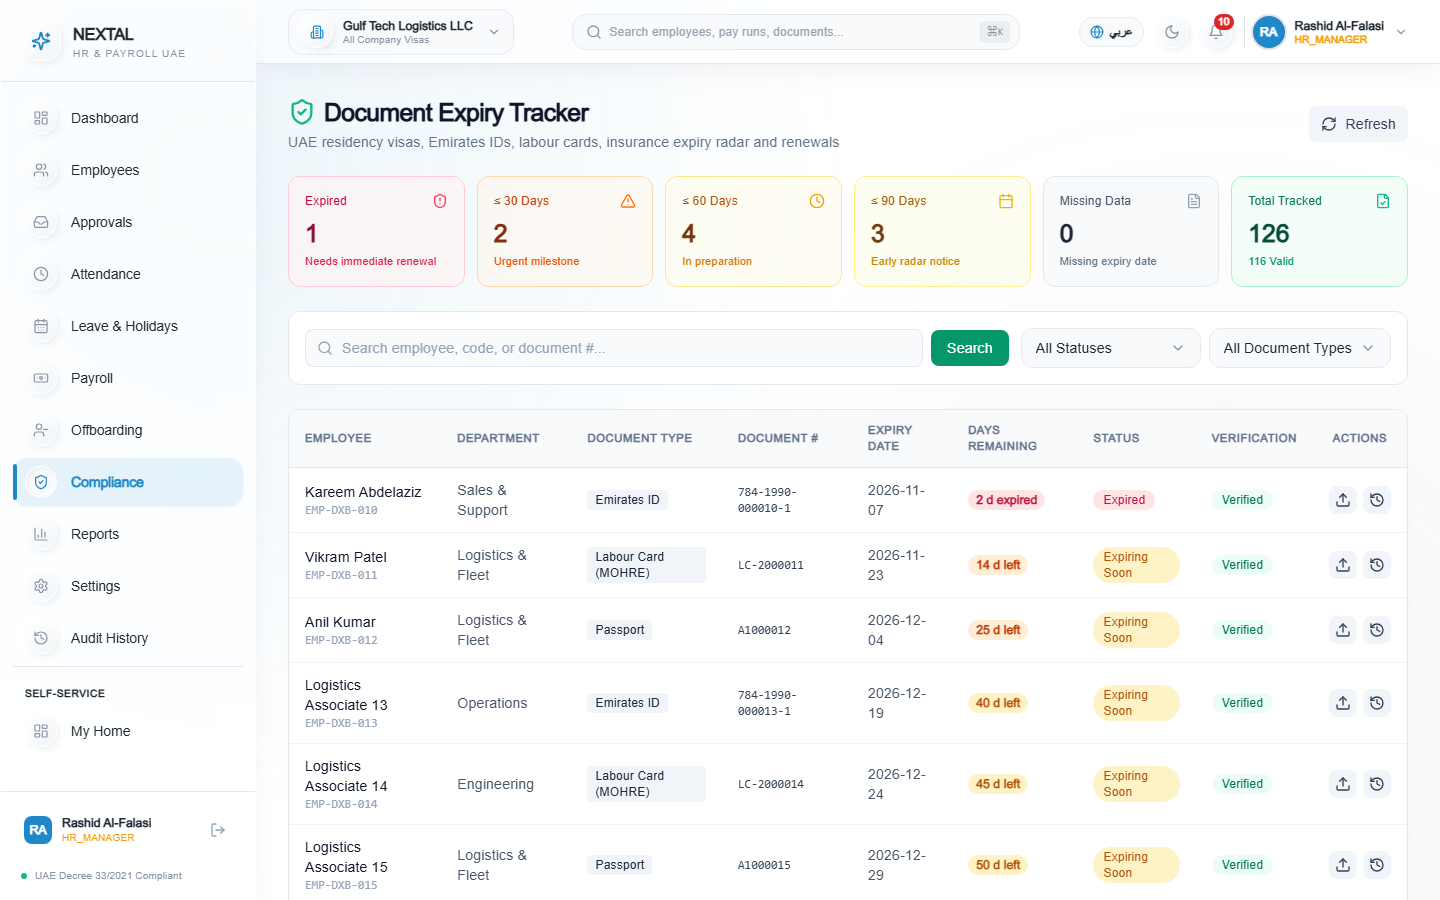 NEXTAL
HR & PAYROLL UAE
Gulf Tech Logistics LLC
All Company Visas
Search employees, pay runs, documents...
⌘K
عربي
10
RA
Rashid Al-Falasi
HR_MANAGER
Dashboard
Employees
Approvals
Attendance
Leave & Holidays
Payroll
Offboarding
Compliance
Reports
Settings
Audit History
SELF-SERVICE
My Home
RA
Rashid Al-Falasi
HR_MANAGER
UAE Decree 33/2021 Compliant
Document Expiry Tracker
UAE residency visas, Emirates IDs, labour cards, insurance expiry radar and renewals
Refresh
Expired
1
Needs immediate renewal
≤ 30 Days
2
Urgent milestone
≤ 60 Days
4
In preparation
≤ 90 Days
3
Early radar notice
Missing Data
0
Missing expiry date
Total Tracked
126
116 Valid
Search employee, code, or document #...
Search
All Statuses
All Document Types
EMPLOYEE
DEPARTMENT
DOCUMENT TYPE
DOCUMENT #
EXPIRY
DATE
DAYS
REMAINING
STATUS
VERIFICATION
ACTIONS
Kareem Abdelaziz
EMP-DXB-010
Sales &
Support
Emirates ID
784-1990-
000010-1
2026-11-
07
2 d expired
Expired
Verified
Vikram Patel
EMP-DXB-011
Logistics &
Fleet
Labour Card
(MOHRE)
LC-2000011
2026-11-
23
14 d left
Expiring
Soon
Verified
Anil Kumar
EMP-DXB-012
Logistics &
Fleet
Passport
A1000012
2026-12-
04
25 d left
Expiring
Soon
Verified
Logistics
Associate 13
EMP-DXB-013
Operations
Emirates ID
784-1990-
000013-1
2026-12-
19
40 d left
Expiring
Soon
Verified
Logistics
Associate 14
EMP-DXB-014
Engineering
Labour Card
(MOHRE)
LC-2000014
2026-12-
24
45 d left
Expiring
Soon
Verified
Logistics
Associate 15
EMP-DXB-015
Logistics &
Fleet
Passport
A1000015
2026-12-
29
50 d left
Expiring
Soon
Verified